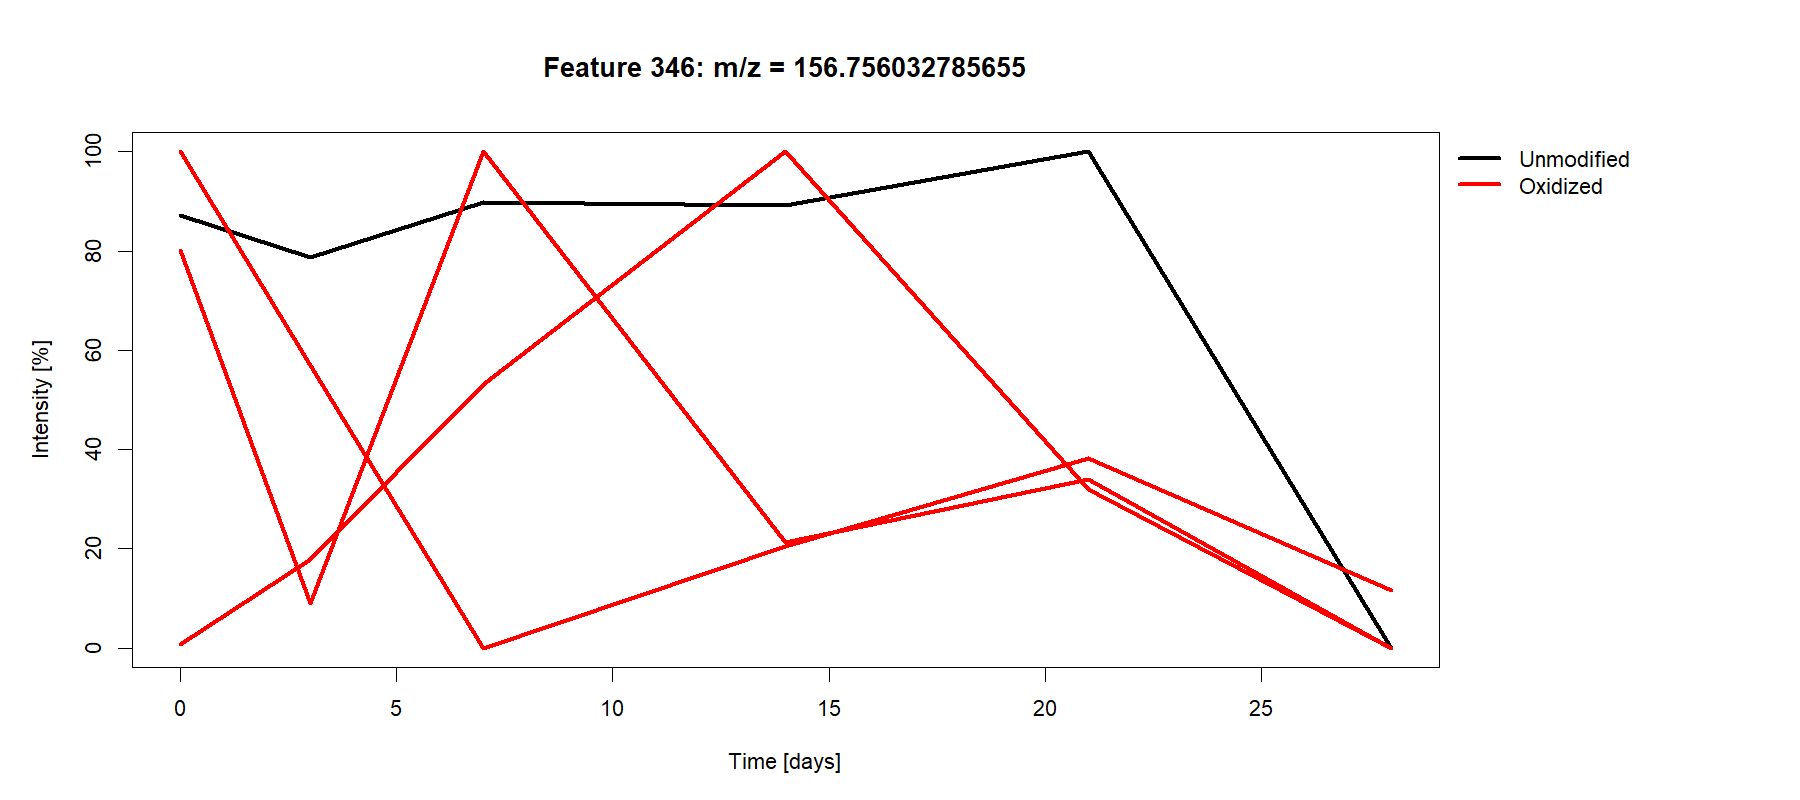 Feature 346: m/z = 156.756032785655
Unmodified
Oxidized
Intensity [%]
100
80
60
40
20
0
0 5 10 15 20 25
Time [days]